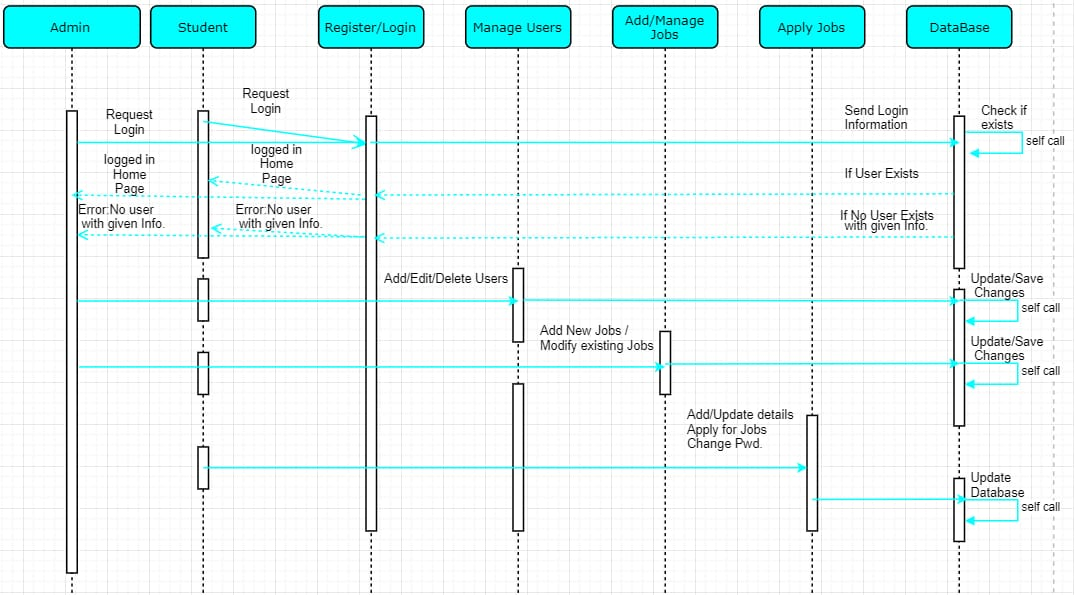 Admin
Student
Register/Login
Manage Users
Add/Manage
Jobs
Apply Jobs
DataBase
Request
Login
Request
Login
Send Login
Information
Check if
exists
self call
logged in
Home
Page
logged in
Home
Page
If User Exists
Error:No user
with given Info.
Error:No user
with given Info.
If No User Exists
with given Info.
Add/Edit/Delete Users
Update/Save
Changes
self call
Add New Jobs /
Modify existing Jobs
Update/Save
Changes
self call
Add/Update details
Apply for Jobs
Change Pwd.
Update
Database
self call